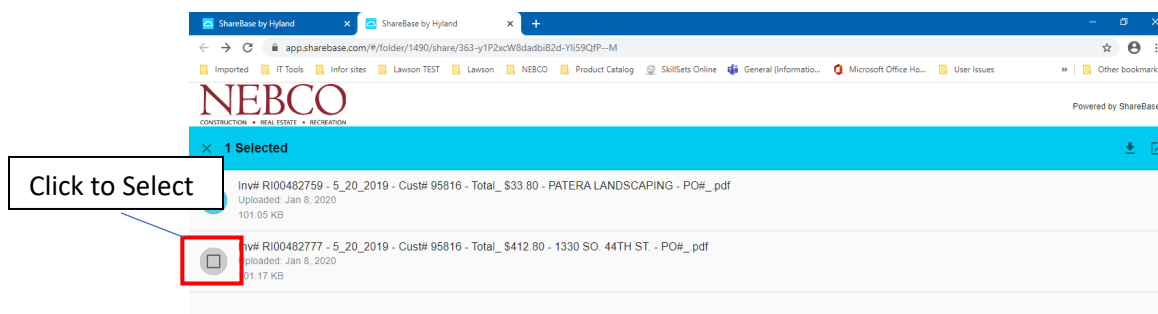 ShareBase by Hyland ShareBase by Hyland
app.sharebase.com/#/folder/1490/share/363-y1P2xcW8dadbiB2d-Yli59QfP--M
Imported IT Tools Infor sites Lawson TEST Lawson NEBCO Product Catalog SkillSets Online General (Informatio... Microsoft Office Ho... User Issues » Other bookmark
NEBCO
CONSTRUCTION • REAL ESTATE • RECREATION
Powered by ShareBase
1 Selected
Click to Select
Inv# RI00482759 - 5_20_2019 - Cust# 95816 - Total_ $33.80 - PATERA LANDSCAPING - PO#_.pdf
Uploaded: Jan 8, 2020
101.05 KB
Inv# RI00482777 - 5_20_2019 - Cust# 95816 - Total_ $412.80 - 1330 SO. 44TH ST. - PO#_.pdf
Uploaded: Jan 8, 2020
101.17 KB